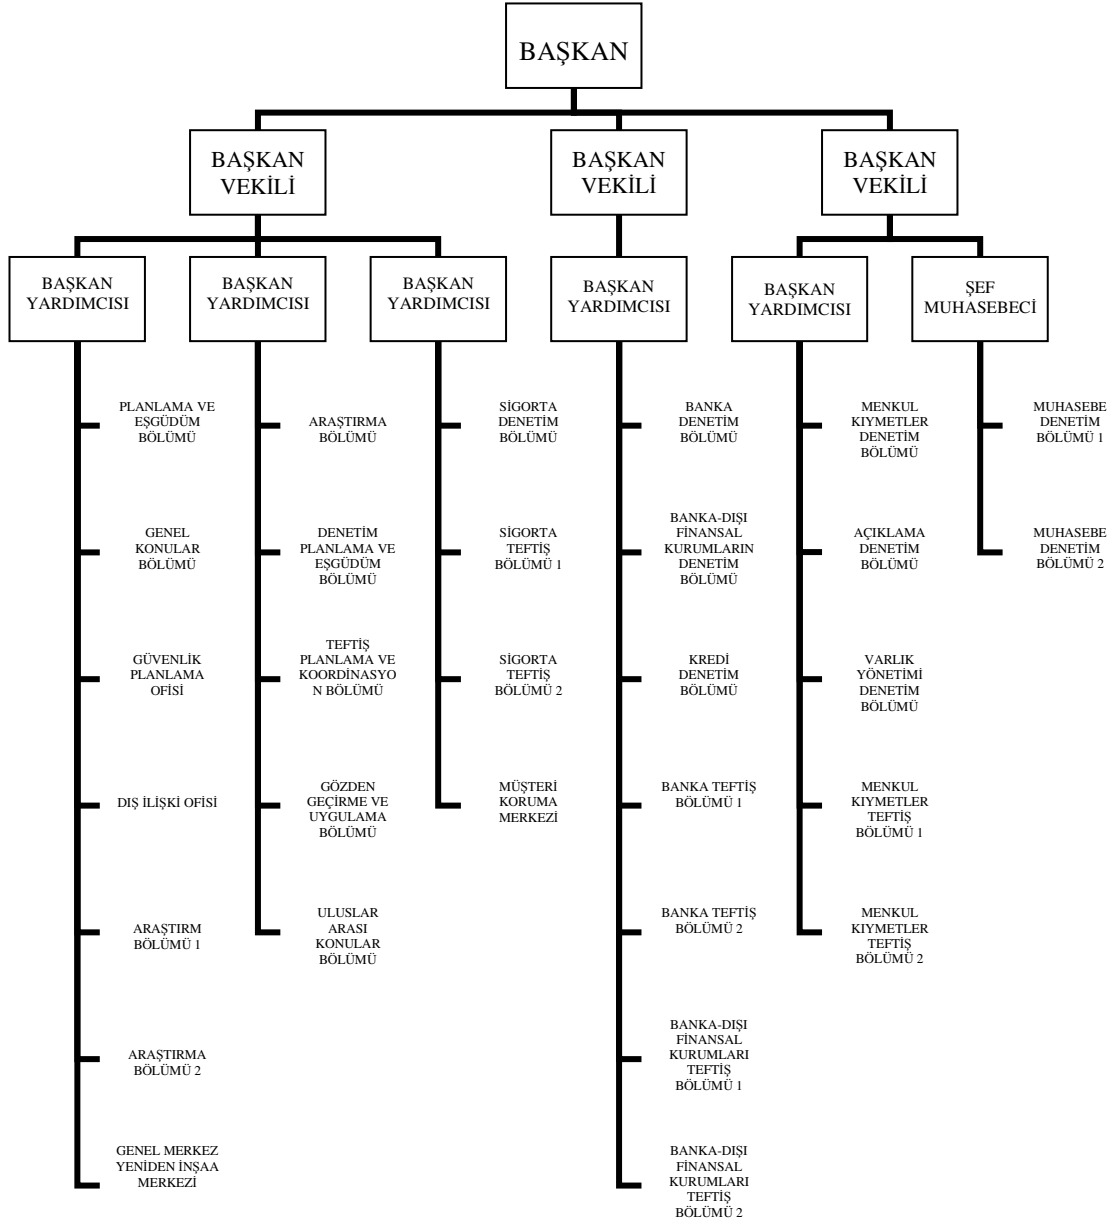 BAŞKAN
BAŞKAN
VEKİLİ
BAŞKAN
VEKİLİ
BAŞKAN
VEKİLİ
BAŞKAN
YARDIMCISI
BAŞKAN
YARDIMCISI
BAŞKAN
YARDIMCISI
BAŞKAN
YARDIMCISI
BAŞKAN
YARDIMCISI
ŞEF
MUHASEBECİ
PLANLAMA VE
EŞGÜDÜM
BÖLÜMÜ
GENEL
KONULAR
BÖLÜMÜ
GÜVENLİK
PLANLAMA
OFİSİ
DIŞ İLİŞKİ OFİSİ
ARAŞTIRM
BÖLÜMÜ 1
ARAŞTIRMA
BÖLÜMÜ 2
GENEL MERKEZ
YENİDEN İNŞAA
MERKEZİ
ARAŞTIRMA
BÖLÜMÜ
DENETİM
PLANLAMA VE
EŞGÜDÜM
BÖLÜMÜ
TEFTİŞ
PLANLAMA VE
KOORDİNASYO
N BÖLÜMÜ
GÖZDEN
GEÇİRME VE
UYGULAMA
BÖLÜMÜ
ULUSLAR
ARASI
KONULAR
BÖLÜMÜ
SİGORTA
DENETİM
BÖLÜMÜ
SİGORTA
TEFTİŞ
BÖLÜMÜ 1
SİGORTA
TEFTİŞ
BÖLÜMÜ 2
MÜŞTERİ
KORUMA
MERKEZİ
BANKA
DENETİM
BÖLÜMÜ
BANKA-DIŞI
FİNANSAL
KURUMLARIN
DENETİM
BÖLÜMÜ
KREDİ
DENETİM
BÖLÜMÜ
BANKA TEFTİŞ
BÖLÜMÜ 1
BANKA TEFTİŞ
BÖLÜMÜ 2
BANKA-DIŞI
FİNANSAL
KURUMLARI
TEFTİŞ
BÖLÜMÜ 1
BANKA-DIŞI
FİNANSAL
KURUMLARI
TEFTİŞ
BÖLÜMÜ 2
MENKUL
KIYMETLER
DENETİM
BÖLÜMÜ
AÇIKLAMA
DENETİM
BÖLÜMÜ
VARLIK
YÖNETİMİ
DENETİM
BÖLÜMÜ
MENKUL
KIYMETLER
TEFTİŞ
BÖLÜMÜ 1
MENKUL
KIYMETLER
TEFTİŞ
BÖLÜMÜ 2
MUHASEBE
DENETİM
BÖLÜMÜ 1
MUHASEBE
DENETİM
BÖLÜMÜ 2